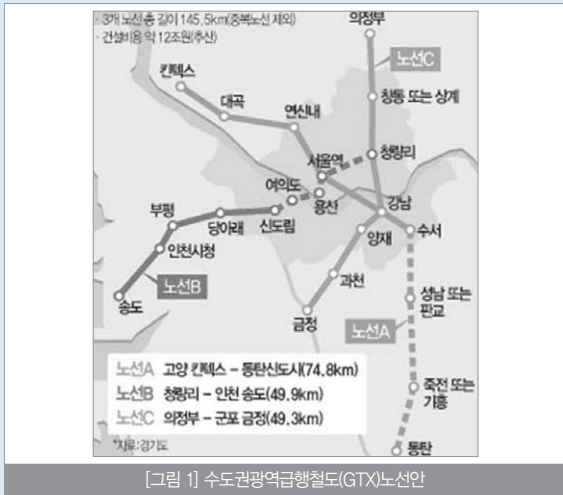 · 3개 노선 총 길이 145.5km(중복노선 제외)
· 건설비용 약 12조원(추산)
의정부
노선C
킨텍스
대곡
연신내
창동 또는 상계
서울역
청량리
여의도
용산
강남
부평
당아래
신도림
양재
수서
인천시청
노선B
송도
과천
금정
성남 또는
판교
노선A
죽전 또는
기흥
동탄
노선A 고양 킨텍스 – 동탄신도시(74.8km)
노선B 청량리 – 인천 송도(49.9km)
노선C 의정부 – 군포 금정(49.3km)
*자료:경기도
[그림 1] 수도권광역급행철도(GTX)노선안